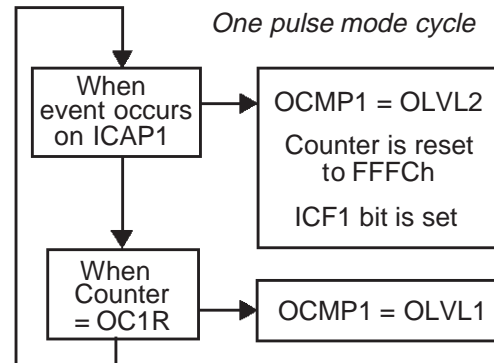 One pulse mode cycle
When
event occurs
on ICAP1
OCMP1 = OLVL2
Counter is reset
to FFFCh
ICF1 bit is set
When
Counter
= OC1R
OCMP1 = OLVL1